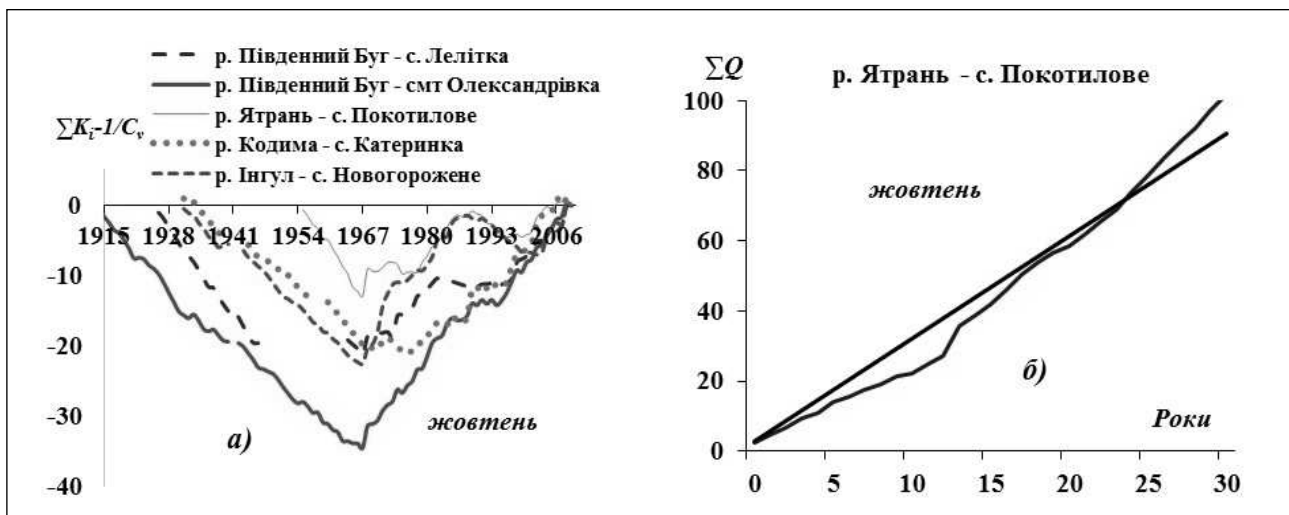 р. Південний Буг - с. Лелітка
р. Південний Буг - смт Олександрівка
р. Ятрань - с. Покотилове
р. Кодима - с. Катеринка
р. Інгул - с. Новогорожене
∑Kᵢ-1/Cᵥ
0
1915 1928 1941 1954 1967 1980 1993 2006
-10
-20
-30
-40
а)
жовтень
∑Q
р. Ятрань - с. Покотилове
100
80
60
40
20
0
жовтень
б)
Роки
0 5 10 15 20 25 30